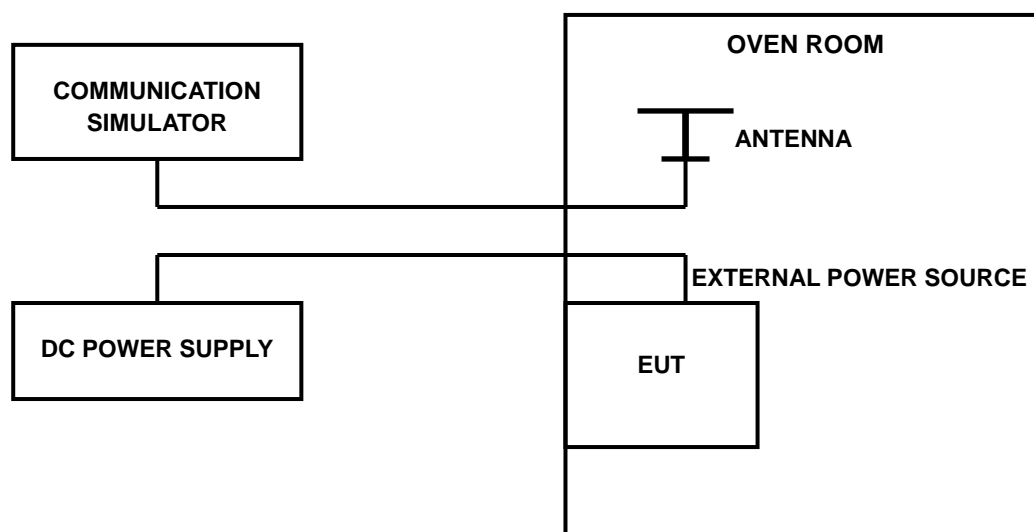 OVEN ROOM
COMMUNICATION
SIMULATOR
ANTENNA
EXTERNAL POWER SOURCE
DC POWER SUPPLY
EUT